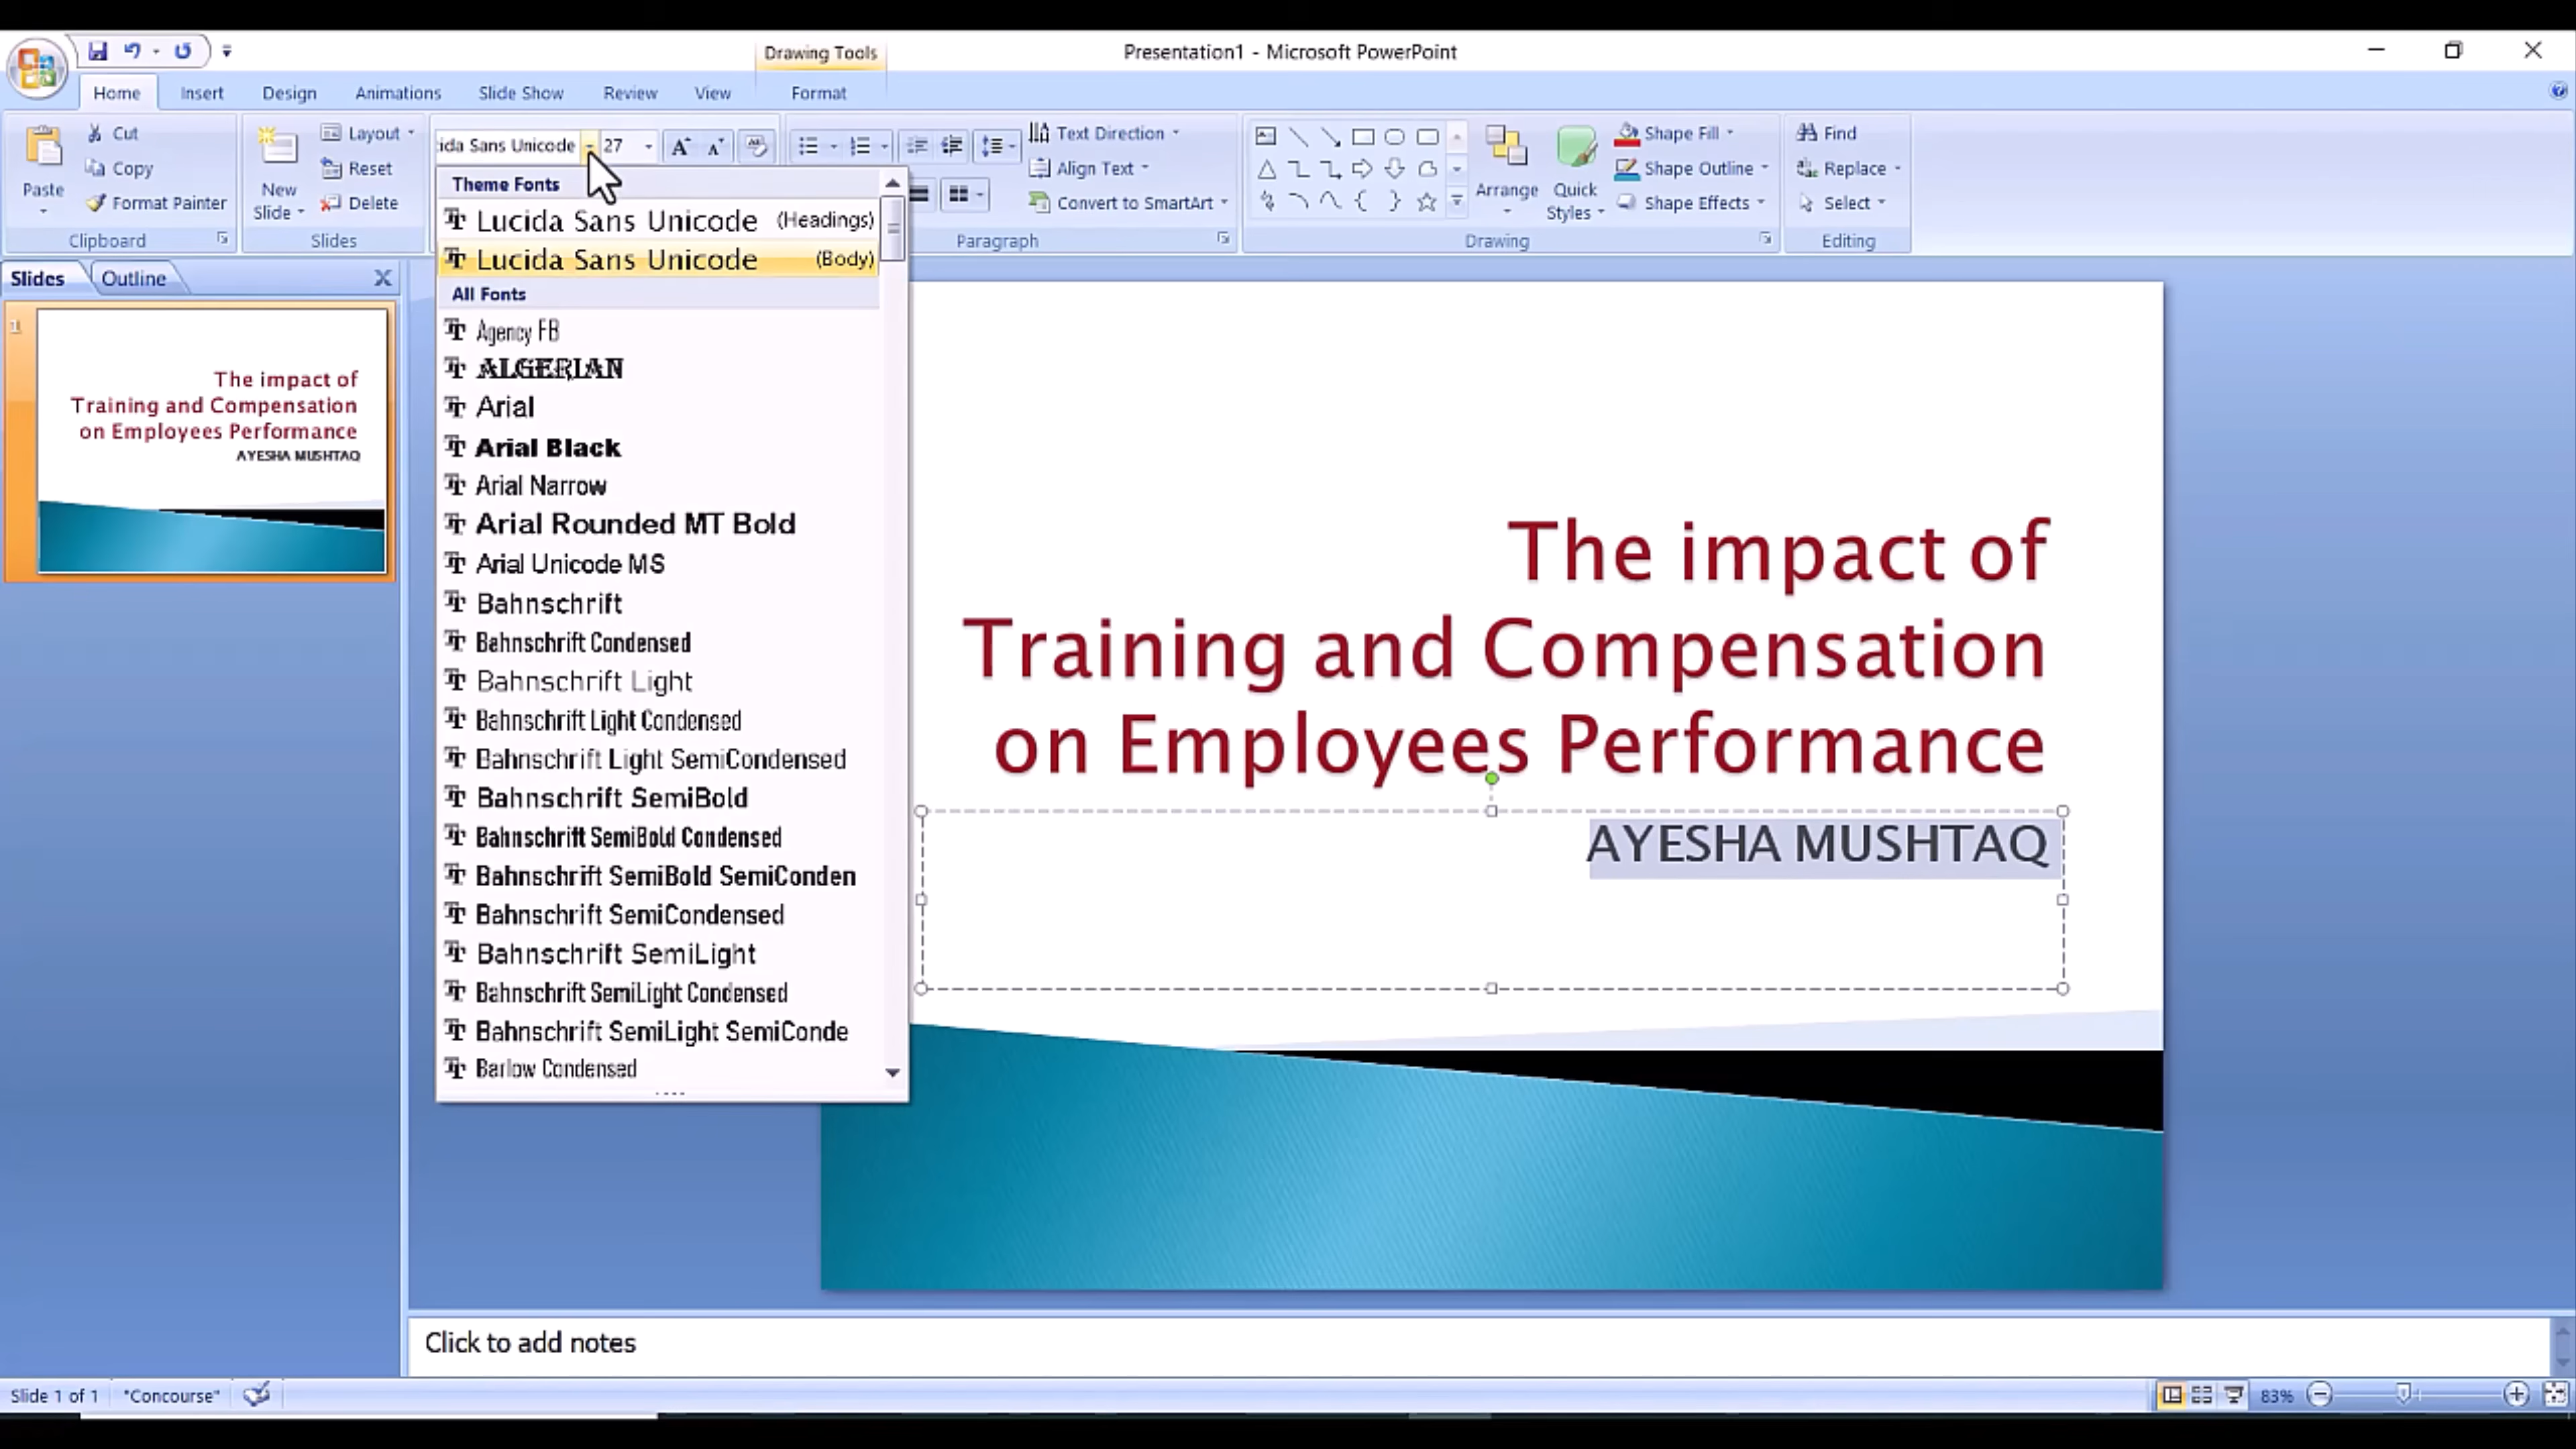 Drawing Tools
Presentation1 - Microsoft PowerPoint
Home Insert Design Animations Slide Show Review View Format
Paste
Cut
Copy
Format Painter
Clipboard
New Slide
Layout
Reset
Delete
Slides
ida Sans Unicode 27
Text Direction
Align Text
Convert to SmartArt
Paragraph
Arrange
Quick Styles
Shape Fill
Shape Outline
Shape Effects
Drawing
Find
Replace
Select
Editing
Slides Outline
1
The impact of
Training and Compensation
on Employees Performance
AYESHA MUSHTAQ
Theme Fonts
Lucida Sans Unicode (Headings)
Lucida Sans Unicode (Body)
All Fonts
Agency FB
ALGERIAN
Arial
Arial Black
Arial Narrow
Arial Rounded MT Bold
Arial Unicode MS
Bahnschrift
Bahnschrift Condensed
Bahnschrift Light
Bahnschrift Light Condensed
Bahnschrift Light SemiCondensed
Bahnschrift SemiBold
Bahnschrift SemiBold Condensed
Bahnschrift SemiBold SemiConden
Bahnschrift SemiCondensed
Bahnschrift SemiLight
Bahnschrift SemiLight Condensed
Bahnschrift SemiLight SemiConde
Barlow Condensed
The impact of
Training and Compensation
on Employees Performance
AYESHA MUSHTAQ
Click to add notes
Slide 1 of 1 "Concourse" 83%